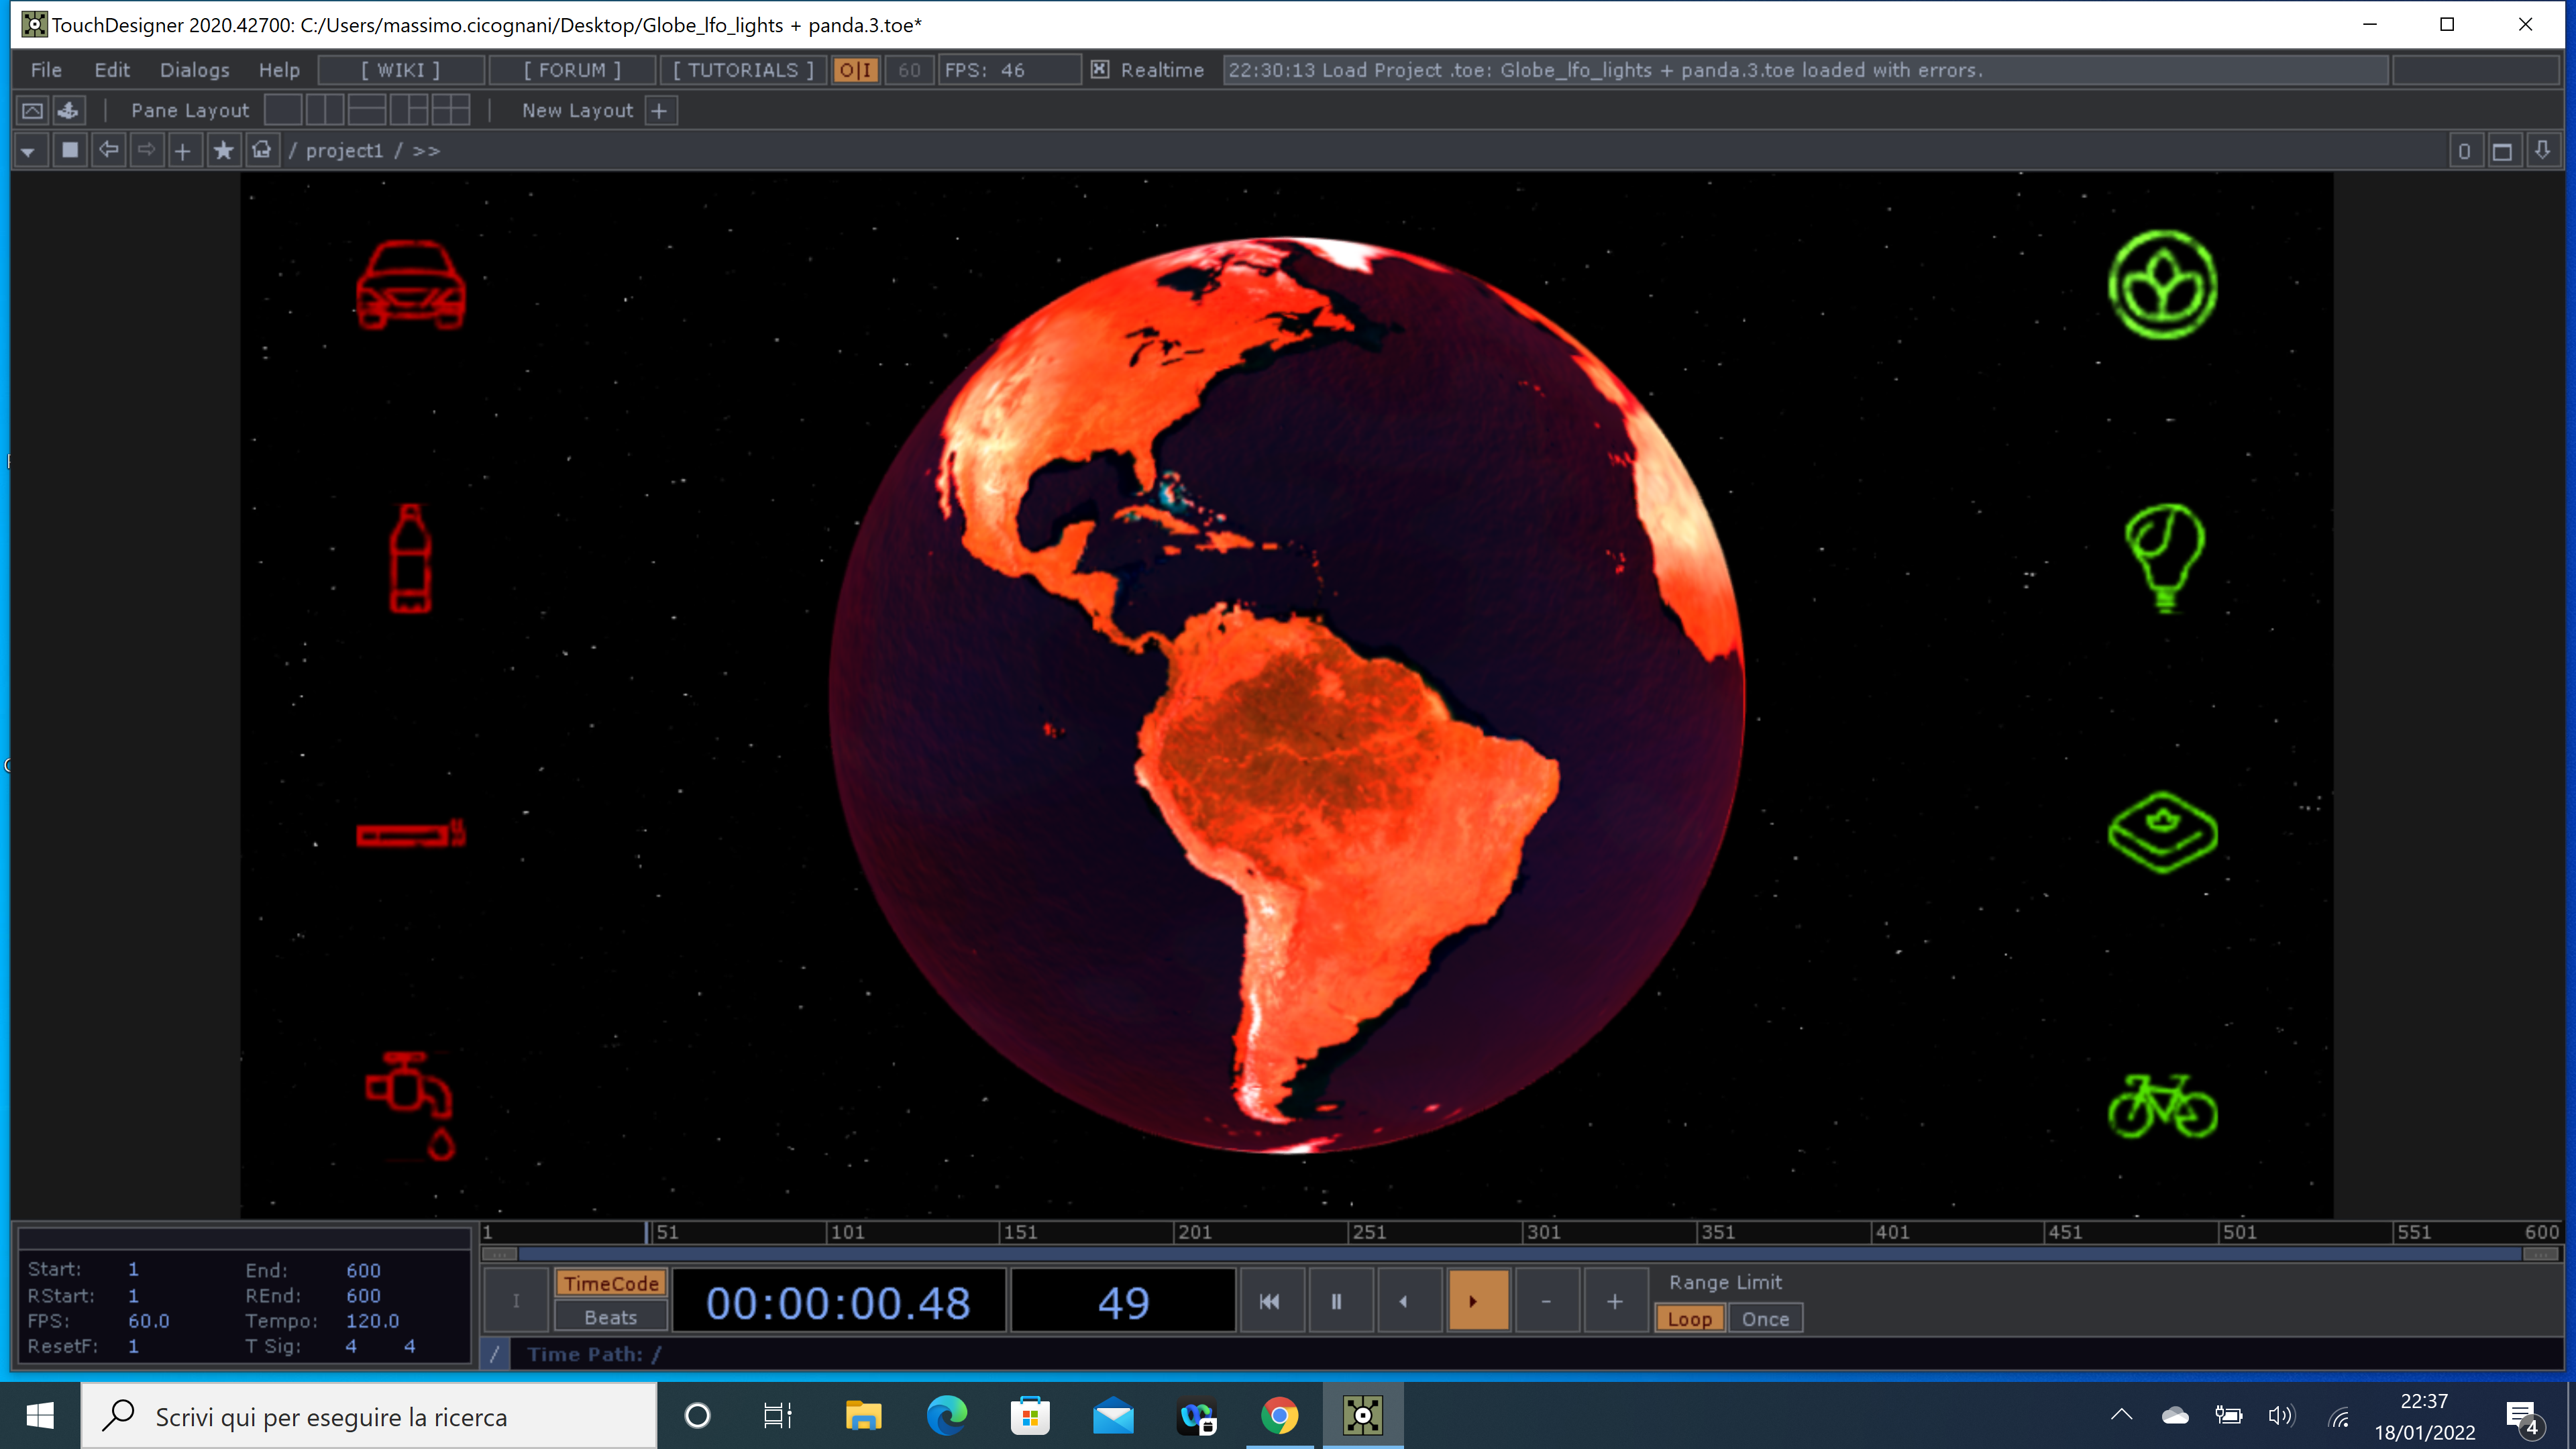 TouchDesigner 2020.42700: C:/Users/massimo.cicognani/Desktop/Globe_lfo_lights + panda.3.toe*
File Edit Dialogs Help [ WIKI ] [ FORUM ] [ TUTORIALS ] O|I 60 FPS: 46 Realtime 22:30:13 Load Project .toe: Globe_lfo_lights + panda.3.toe loaded with errors.
Pane Layout New Layout +
/ project1 / >> 0
1 51 101 151 201 251 301 351 401 451 501 551 600
Start: 1 End: 600
RStart: 1 REnd: 600
FPS: 60.0 Tempo: 120.0
ResetF: 1 T Sig: 4 4
I TimeCode Beats 00:00:00.48 49 - + Range Limit
Loop Once
/ Time Path: /
Scrivi qui per eseguire la ricerca
22:37
18/01/2022
4